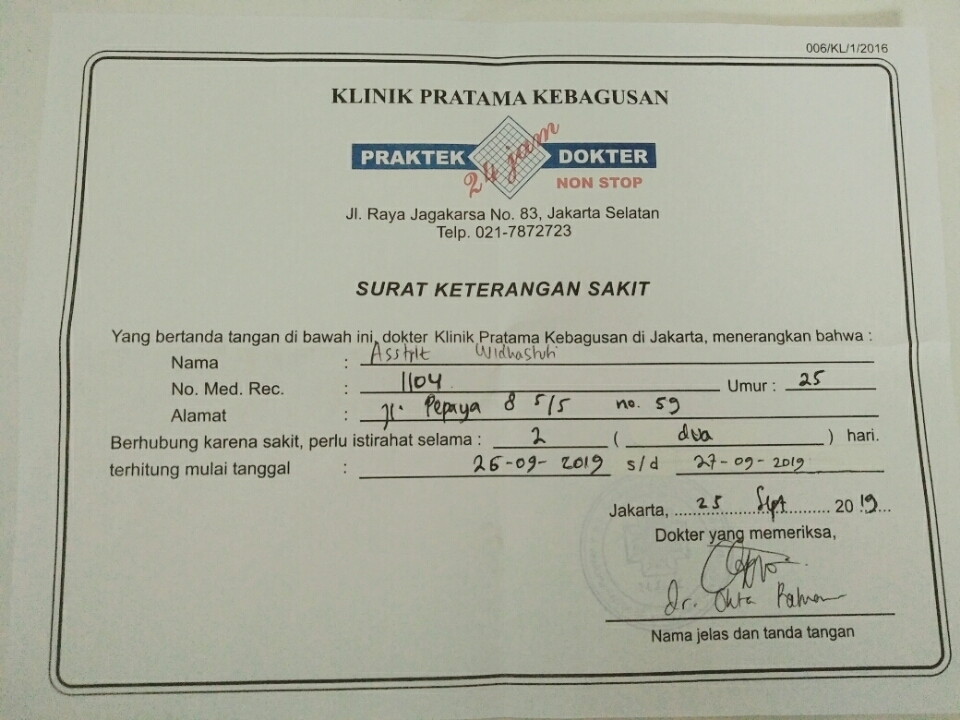 006/KL/1/2016
KLINIK PRATAMA KEBAGUSAN
PRAKTEK 24 jam DOKTER
NON STOP
Jl. Raya Jagakarsa No. 83, Jakarta Selatan
Telp. 021-7872723
SURAT KETERANGAN SAKIT
Yang bertanda tangan di bawah ini, dokter Klinik Pratama Kebagusan di Jakarta, menerangkan bahwa :
Nama :
No. Med. Rec. : 1104 Umur : 25
Alamat : Jl. Pepaya 8 5/5 no. 59
Berhubung karena sakit, perlu istirahat selama : 2 ( dua ) hari.
terhitung mulai tanggal : 26-09-2019 s/d 27-09-2019
Jakarta, 25 Sept 2019
Dokter yang memeriksa,
dr. Okta
Nama jelas dan tanda tangan